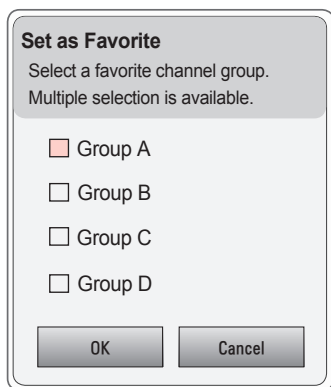 Set as Favorite
Select a favorite channel group.
Multiple selection is available.
Group A
Group B
Group C
Group D
OK
Cancel